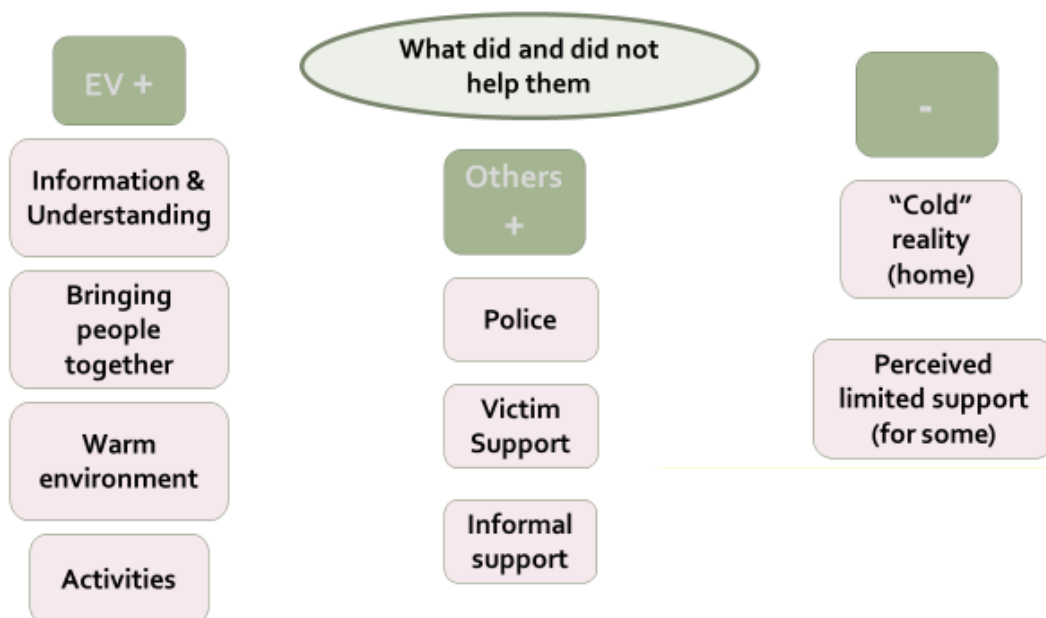 What did and did not
help them
EV +
Information &
Understanding
Bringing
people
together
Warm
environment
Activities
Others
+
Police
Victim
Support
Informal
support
-
“Cold”
reality
(home)
Perceived
limited support
(for some)